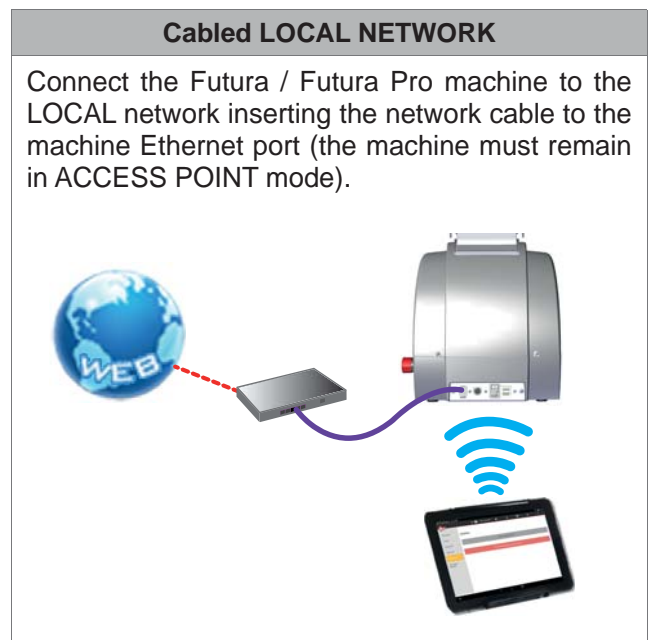 Cabled LOCAL NETWORK
Connect the Futura / Futura Pro machine to the
LOCAL network inserting the network cable to the
machine Ethernet port (the machine must remain
in ACCESS POINT mode).
WEB